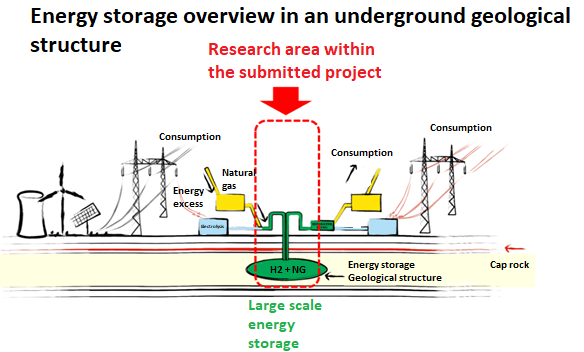 Energy storage overview in an underground geological
structure
Research area within
the submitted project
Consumption
Consumption
Consumption
Natural
gas
Energy
excess
Electrolysis
H2 + NG
Energy storage
Geological structure
Cap rock
Large scale
energy
storage